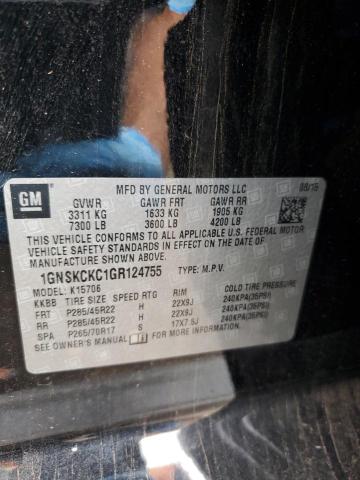 GM
MFD BY GENERAL MOTORS LLC 08/15
GVWR GAWR FRT GAWR RR
3311 KG 1633 KG 1905 KG
7300 LB 3600 LB 4200 LB
THIS VEHICLE CONFORMS TO ALL APPLICABLE U.S. FEDERAL MOTOR
VEHICLE SAFETY STANDARDS IN EFFECT ON THE DATE OF
MANUFACTURE SHOWN ABOVE.
1GNSKCKC1GR124755 TYPE: M.P.V.
MODEL: K15706
KKBB TIRE SIZE SPEED RTG RIM COLD TIRE PRESSURE
FRT P285/45R22 H 22X9J 240KPA(35PSI)
RR P285/45R22 H 22X9J 240KPA(35PSI)
SPA P265/70R17 S 17X7.5J 240KPA(35PSI)
SEE OWNER'S MANUAL FOR MORE INFORMATION.